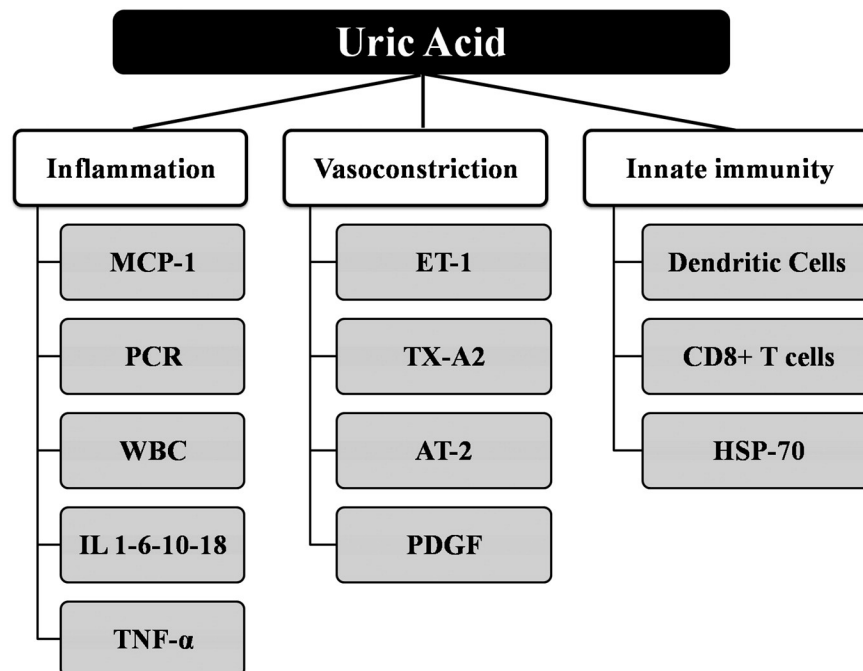 Uric Acid
Inflammation
MCP-1
PCR
WBC
IL 1-6-10-18
TNF-α
Vasoconstriction
ET-1
TX-A2
AT-2
PDGF
Innate immunity
Dendritic Cells
CD8+ T cells
HSP-70